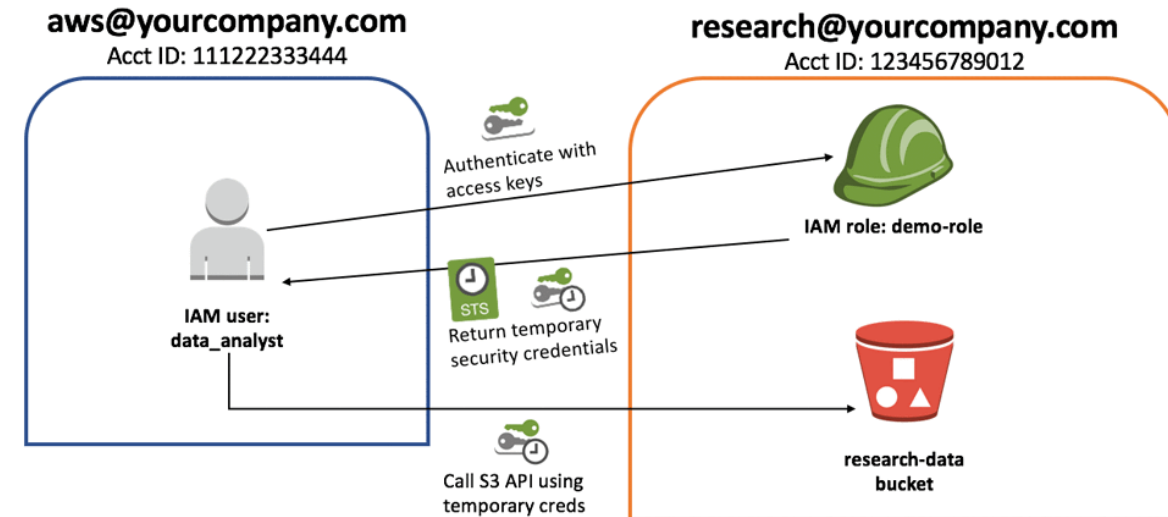 aws@yourcompany.com
Acct ID: 111222333444
research@yourcompany.com
Acct ID: 123456789012
Authenticate with
access keys
IAM role: demo-role
IAM user:
data_analyst
STS
Return temporary
security credentials
Call S3 API using
temporary creds
research-data
bucket